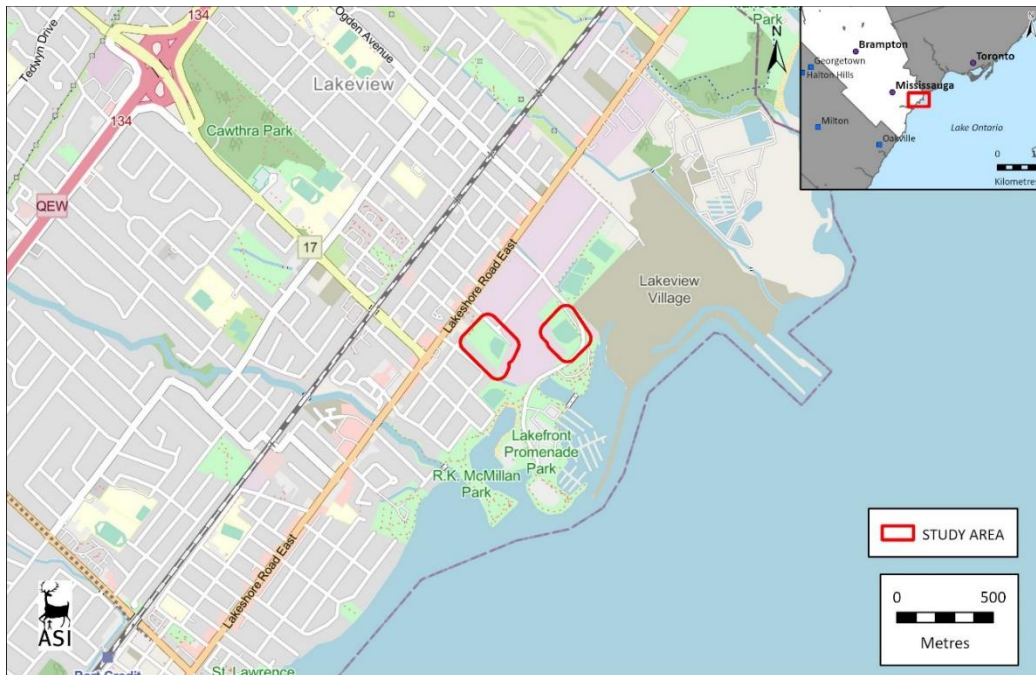 134
Tedwyn Drive
Ogden Avenue
Lakeview
134
Cawthra Park
QEW
17
Lakeshore Road East
Lakeview
Village
Lakefront
Promenade
Park
R.K. McMillan
Park
Lakeshore Road East
ASI
Port Credit
St. Lawrence
Park
N
N
Brampton
Toronto
Georgetown
Halton Hills
Mississauga
Milton
Oakville
Lake Ontario
0
Kilometres
STUDY AREA
0 500
Metres